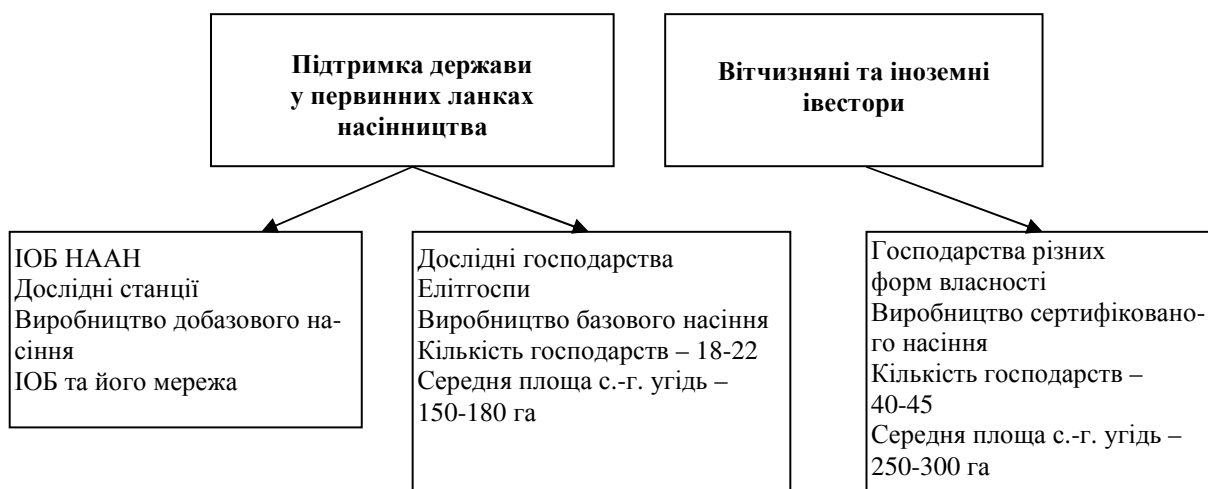 Підтримка держави
у первинних ланках
насінництва
Вітчизняні та іноземні
івестори
ІОБ НААН
Дослідні станції
Виробництво добазового на-
сіння
ІОБ та його мережа
Дослідні господарства
Елітгоспи
Виробництво базового насіння
Кількість господарств – 18-22
Середня площа с.-г. угідь –
150-180 га
Господарства різних
форм власності
Виробництво сертифіковано-
го насіння
Кількість господарств –
40-45
Середня площа с.-г. угідь –
250-300 га